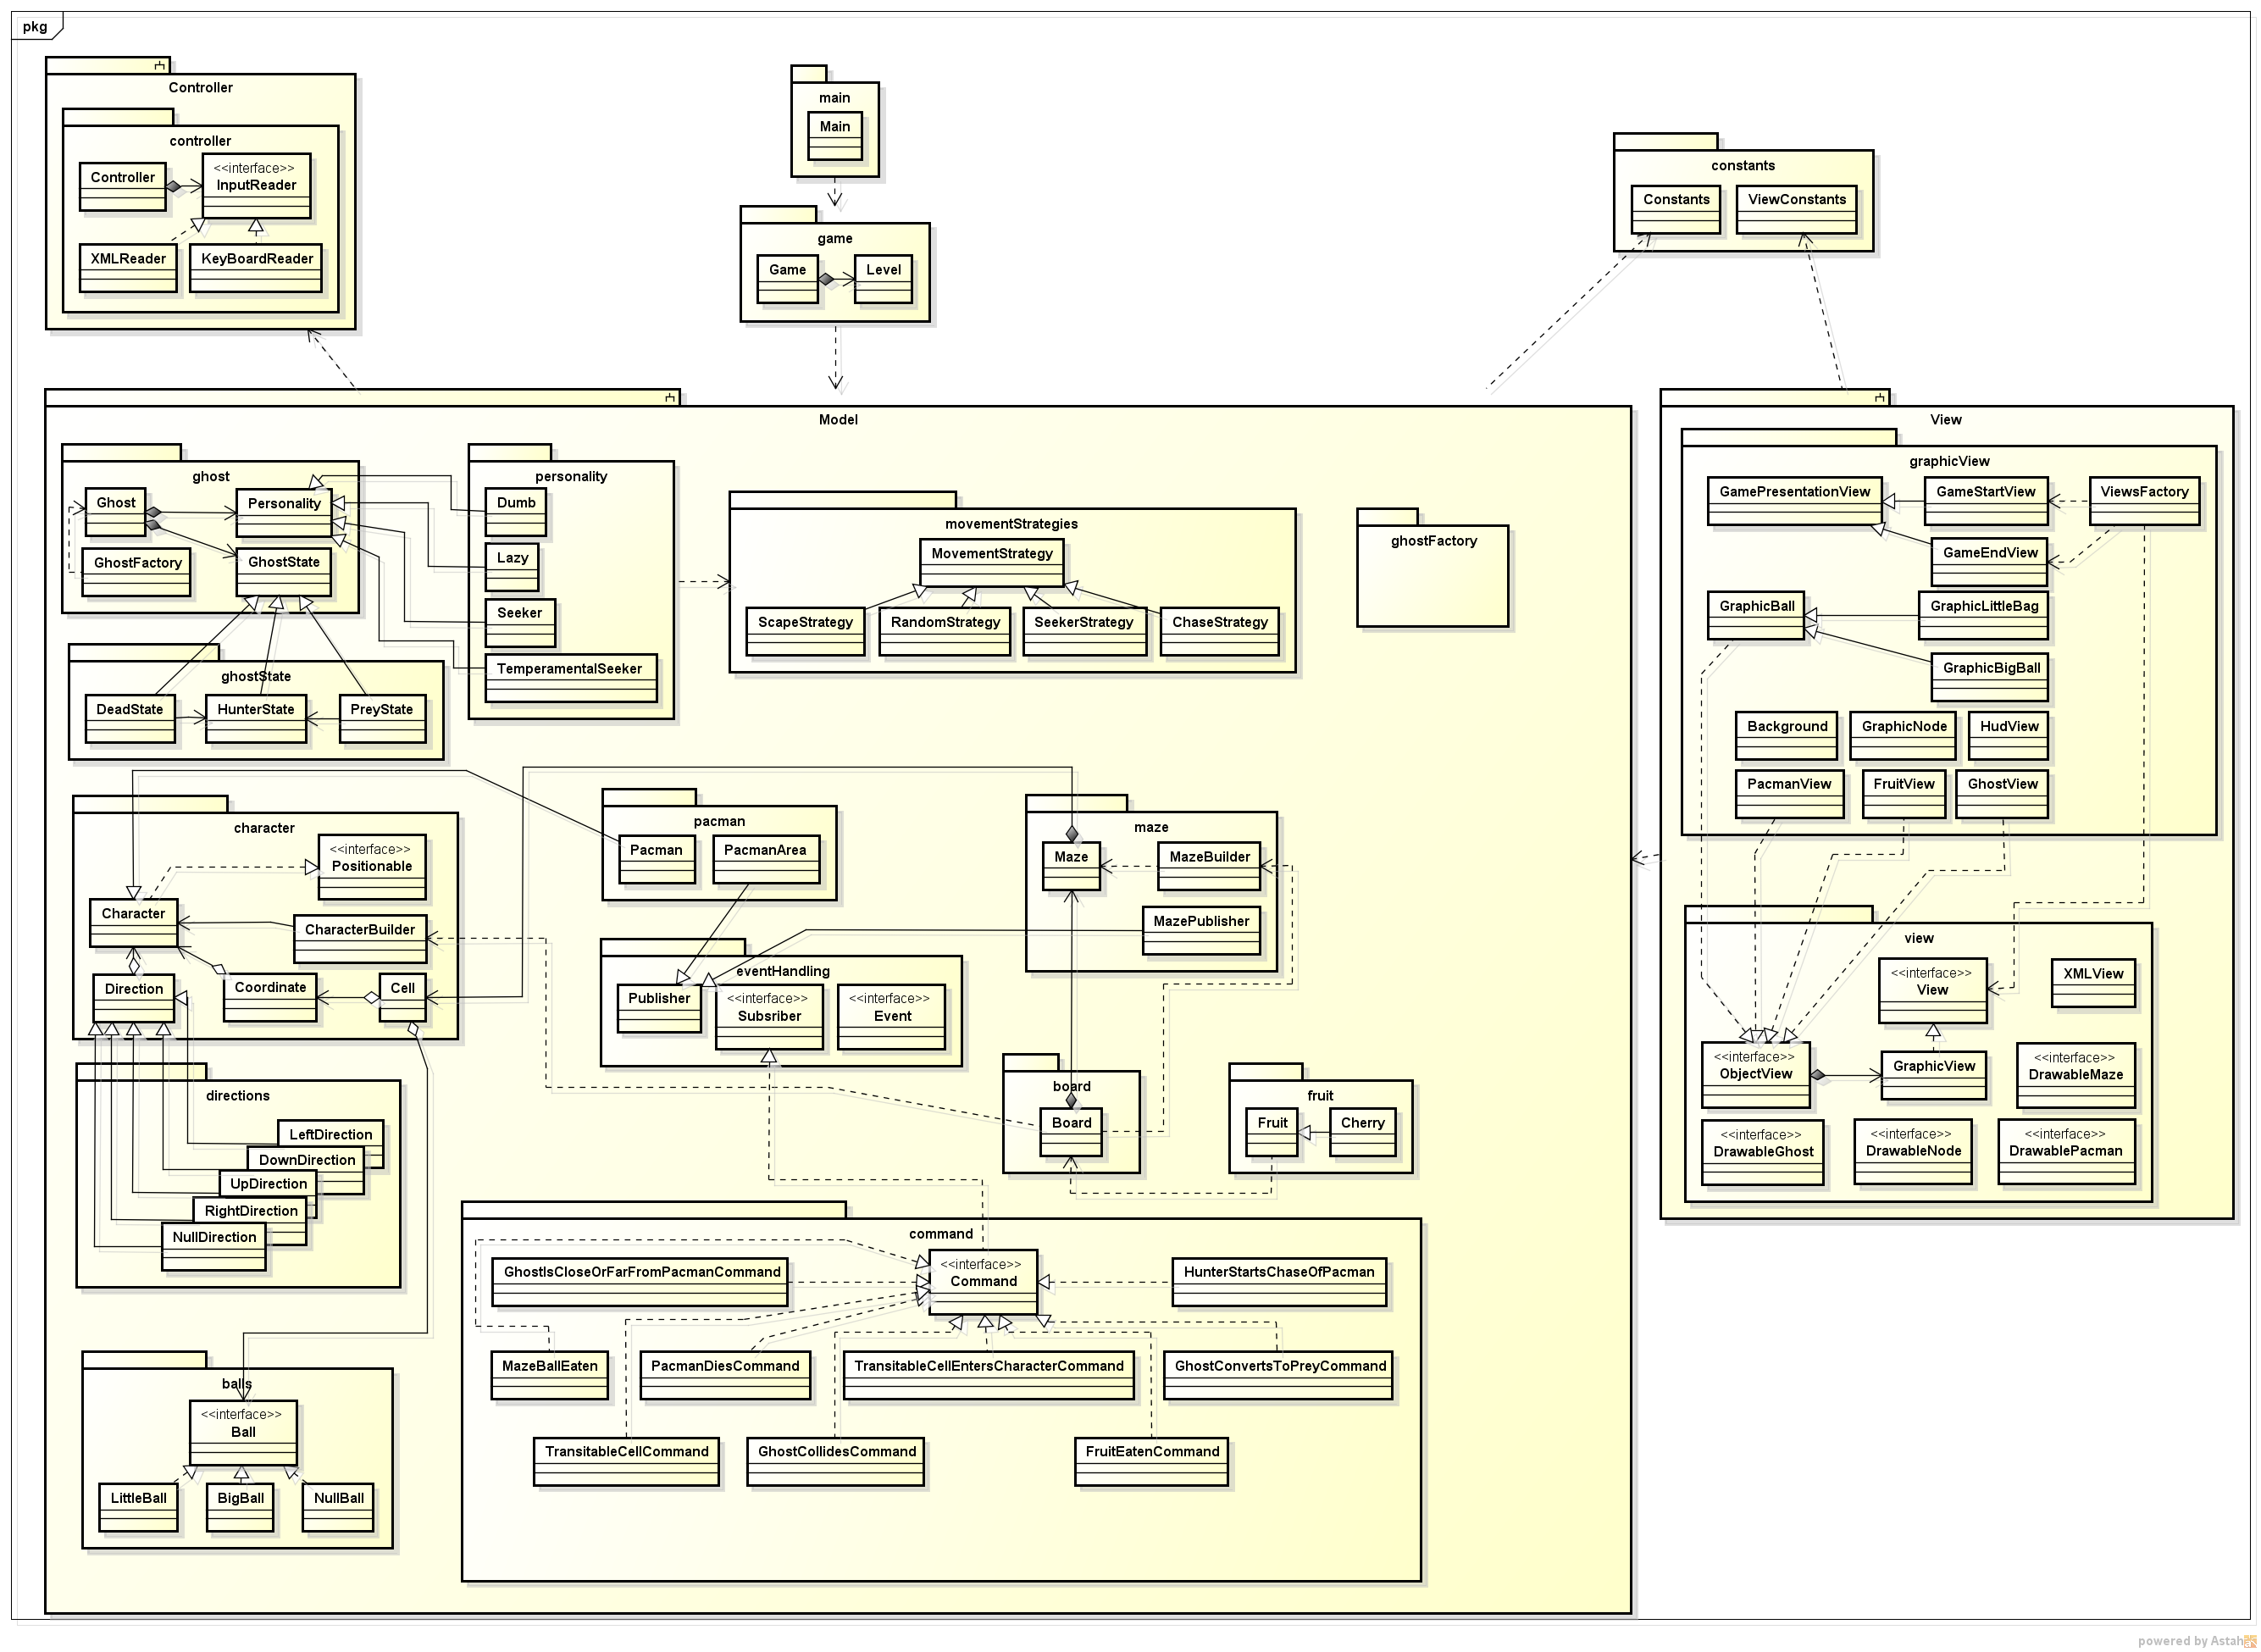 pkg
Controller
controller
Controller
<<interface>>
InputReader
XMLReader
KeyBoardReader
main
Main
game
Game
Level
constants
Constants
ViewConstants
Model
ghost
Ghost
Personality
GhostFactory
GhostState
personality
Dumb
Lazy
Seeker
TemperamentalSeeker
movementStrategies
MovementStrategy
ScapeStrategy
RandomStrategy
SeekerStrategy
ChaseStrategy
ghostFactory
ghostState
DeadState
HunterState
PreyState
character
<<interface>>
Positionable
Character
CharacterBuilder
Direction
Coordinate
Cell
pacman
Pacman
PacmanArea
maze
Maze
MazeBuilder
MazePublisher
eventHandling
Publisher
<<interface>>
Subsriber
<<interface>>
Event
board
Board
fruit
Fruit
Cherry
directions
LeftDirection
DownDirection
UpDirection
RightDirection
NullDirection
command
<<interface>>
Command
GhostIsCloseOrFarFromPacmanCommand
HunterStartsChaseOfPacman
MazeBallEaten
PacmanDiesCommand
TransitableCellEntersCharacterCommand
GhostConvertsToPreyCommand
TransitableCellCommand
GhostCollidesCommand
FruitEatenCommand
balls
<<interface>>
Ball
LittleBall
BigBall
NullBall
View
graphicView
GamePresentationView
GameStartView
ViewsFactory
GameEndView
GraphicBall
GraphicLittleBag
GraphicBigBall
Background
GraphicNode
HudView
PacmanView
FruitView
GhostView
view
<<interface>>
View
XMLView
<<interface>>
ObjectView
GraphicView
<<interface>>
DrawableMaze
<<interface>>
DrawableGhost
<<interface>>
DrawableNode
<<interface>>
DrawablePacman
powered by Astah